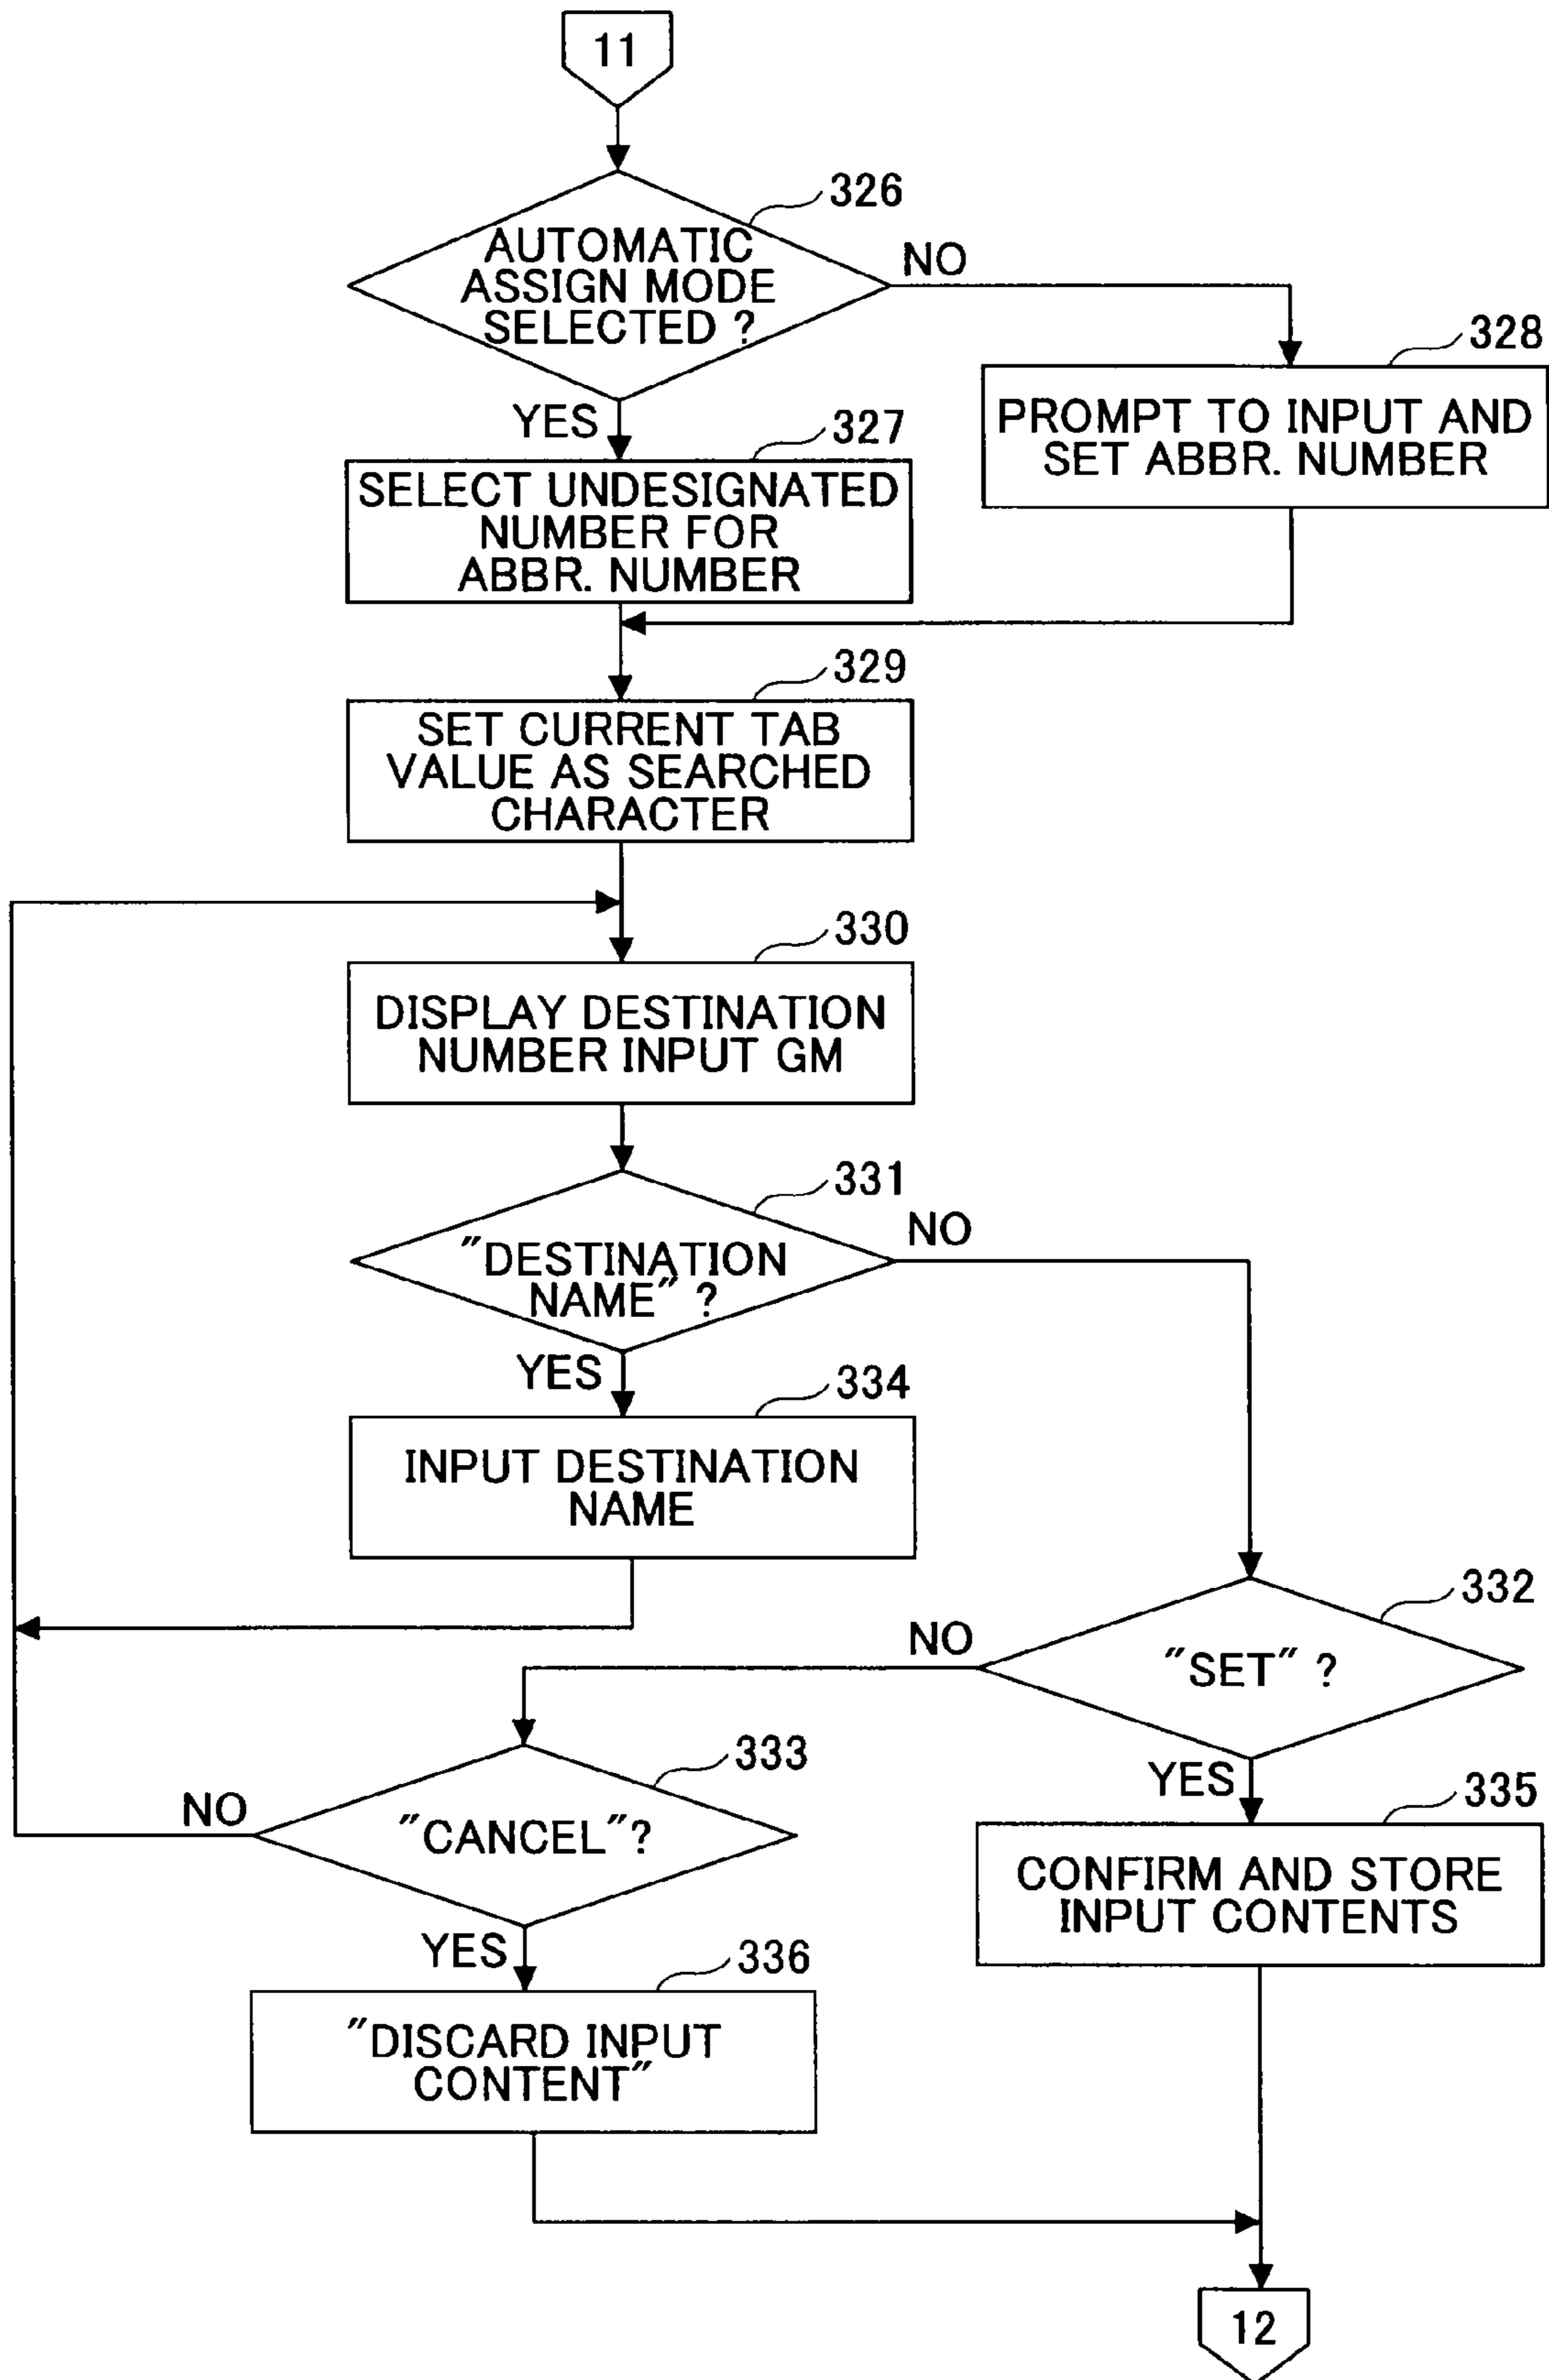 11
326
AUTOMATIC
ASSIGN MODE
SELECTED ?
NO
YES
328
PROMPT TO INPUT AND
SET ABBR. NUMBER
327
SELECT UNDESIGNATED
NUMBER FOR
ABBR. NUMBER
329
SET CURRENT TAB
VALUE AS SEARCHED
CHARACTER
330
DISPLAY DESTINATION
NUMBER INPUT GM
331
"DESTINATION
NAME" ?
NO
YES
334
INPUT DESTINATION
NAME
332
"SET" ?
NO
YES
333
"CANCEL"?
NO
YES
335
CONFIRM AND STORE
INPUT CONTENTS
336
"DISCARD INPUT
CONTENT"
12